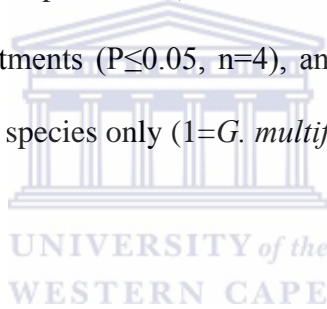 tments (P≤0.05, n=4), an
species only (1=G. multif
UNIVERSITY of the
WESTERN CAPE